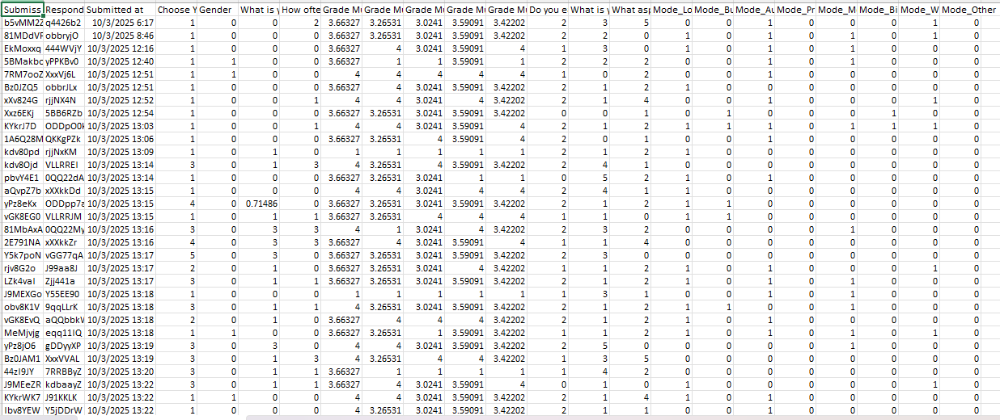 Submiss Respond Submitted at Choose Y Gender What is y How ofte Grade Mu Grade Mu Grade Mu Grade Mu Grade Mu Do you e What is y What asp Mode_Lo Mode_Bu Mode_Au Mode_Pr Mode_M Mode_Bi Mode_W Mode_Other
b5vMM2Z q4426b2 10/3/2025 6:17 1 0 0 2 3.66327 3.26531 3.0241 3.59091 3.42202 2 3 5 0 0 0 0 0 0 1 0
81MDdVF obbryjO 10/3/2025 8:46 1 0 0 0 3.66327 3.26531 3.0241 3.59091 3.42202 2 2 0 1 0 1 0 1 0 1 0
EkMoxxq 444WVjY 10/3/2025 12:16 1 0 0 0 3.66327 4 3.0241 3.59091 4 1 3 0 1 0 1 0 1 0 0 0
5BMakbc yPPKBv0 10/3/2025 12:40 1 1 0 0 3.66327 1 1 3.59091 1 2 2 2 0 0 1 0 1 0 0 0
7RM7ooZ XxxVj6L 10/3/2025 12:51 1 1 0 0 4 4 4 4 4 1 0 2 0 0 1 0 0 0 0 0
Bz0JZQ5 obbrJLx 10/3/2025 12:51 1 0 0 0 3.66327 4 3.0241 3.59091 3.42202 2 1 2 1 0 0 0 0 0 0 0
xXv824G rjjNX4N 10/3/2025 12:52 1 0 0 1 4 4 3.0241 4 3.42202 2 1 4 0 0 1 0 0 0 1 0
Xxz6EKj 5BB6RZb 10/3/2025 12:54 1 0 0 0 3.66327 3.26531 3.0241 3.59091 3.42202 0 0 1 0 1 0 0 0 1 0 0
KYkrJ7D ODDpO0k 10/3/2025 13:03 1 0 0 1 4 4 3.0241 3.59091 4 2 1 2 1 1 1 0 1 1 1 0
1A6Q28M QKKgPZk 10/3/2025 13:06 1 0 0 0 3.66327 3.26531 4 3.59091 4 2 0 1 0 0 1 0 0 0 0 0
kdv80pd rjjNxKM 10/3/2025 13:09 1 0 1 0 1 1 1 1 1 2 1 2 1 0 0 0 0 0 0 0
kdv8Ojd VLLRREl 10/3/2025 13:14 3 0 1 3 4 3.26531 4 3.59091 3.42202 2 4 1 0 0 0 0 0 0 0 0
pbvY4E1 0QQ22dA 10/3/2025 13:14 1 0 0 0 3.66327 3.26531 3.0241 1 1 0 5 2 1 0 1 0 0 0 0 0
aQvpZ7b xXXkkDd 10/3/2025 13:15 1 0 0 0 4 4 3.0241 4 4 2 4 1 1 0 0 0 0 0 0 0
yPz8eKx ODDpp7a 10/3/2025 13:15 4 0 0.71486 0 3.66327 3.26531 3.0241 3.59091 3.42202 2 1 2 1 1 0 0 0 0 0 0
vGK8EG0 VLLRRJM 10/3/2025 13:15 1 0 1 1 3.66327 3.26531 4 4 4 1 1 0 1 1 0 0 0 0 0 0
81MbAxA 0QQ22My 10/3/2025 13:16 3 0 3 3 4 1 3.0241 4 3.42202 2 3 2 0 0 0 0 1 0 0 0
2E791NA xXXkkZr 10/3/2025 13:16 4 0 3 3 3.66327 4 3.0241 3.59091 4 1 1 4 0 0 0 0 0 0 0 0
Y5k7poN vGG77qA 10/3/2025 13:17 5 0 3 0 3.66327 3.26531 3.0241 3.59091 3.42202 2 3 0 0 0 0 0 0 0 0 0
rjv8G2o J99aa8J 10/3/2025 13:17 2 0 1 0 3.66327 3.26531 3.0241 4 3.42202 1 1 2 1 0 1 0 0 0 1 0
LZk4val Zjj441a 10/3/2025 13:17 3 0 1 1 3.66327 3.26531 3.0241 3.59091 3.42202 2 1 2 1 0 1 0 1 0 0 0
J9MEXGo Y55EE90 10/3/2025 13:18 1 0 0 0 1 1 1 1 1 1 3 1 0 0 0 0 1 0 0 0
obv8K1V 9qqLLrK 10/3/2025 13:18 3 0 1 1 4 3.26531 3.0241 3.59091 3.42202 2 1 2 1 1 0 0 1 0 0 0
vGK8EvQ aQQbbkV 10/3/2025 13:18 2 0 1 0 3.66327 4 4 4 3.42202 1 1 2 1 0 1 0 0 0 0 0
MeMjvjg eqq11lQ 10/3/2025 13:18 1 1 0 0 3.66327 3.26531 1 3.59091 3.42202 1 1 2 1 0 1 0 1 0 1 0
yPz8jO6 gDDyyXP 10/3/2025 13:19 3 0 3 0 4 4 3.0241 3.59091 3.42202 2 5 0 0 0 0 0 1 0 0 0
Bz0JAM1 XxxVVAL 10/3/2025 13:19 3 0 1 3 4 3.26531 4 4 3.42202 1 3 5 0 0 0 0 0 0 0 0
44zI9JY 7RRBByZ 10/3/2025 13:20 3 0 1 1 3.66327 1 1 1 1 1 4 2 0 0 0 0 0 0 0 0
J9MEeZR kdbaayZ 10/3/2025 13:22 3 0 1 1 3.66327 4 3.0241 3.59091 4 0 1 1 0 0 0 0 0 0 1 0
KYkrWK7 J91KKLK 10/3/2025 13:22 1 1 0 0 4 4 3.0241 3.59091 3.42202 2 1 4 1 0 1 0 0 0 0 0
lbv8YEW Y5jDDrW 10/3/2025 13:22 1 0 0 0 4 3.26531 3.0241 3.59091 3.42202 2 1 1 0 0 1 0 0 0 0 0